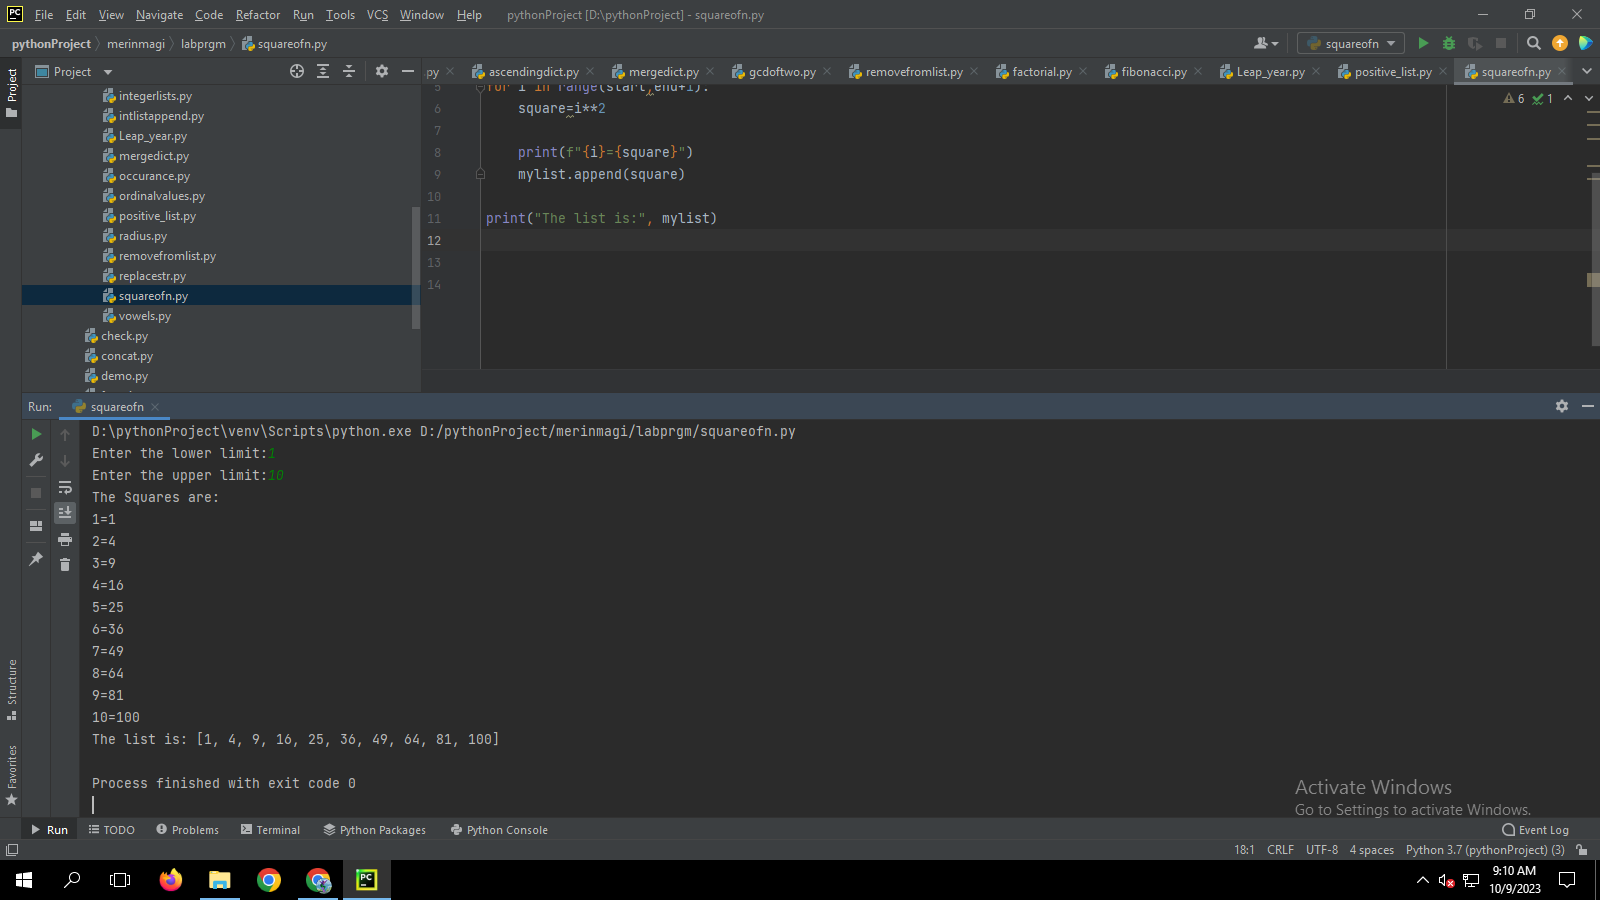 PC File Edit View Navigate Code Refactor Run Tools VCS Window Help pythonProject [D:\pythonProject] - squareofn.py
pythonProject merinmagi labprgm squareofn.py squareofn
Project Project .py ascendingdict.py mergedict.py gcdoftwo.py removefromlist.py factorial.py fibonacci.py Leap_year.py positive_list.py squareofn.py
integerlists.py
intlistappend.py
Leap_year.py
mergedict.py
occurance.py
ordinalvalues.py
positive_list.py
radius.py
removefromlist.py
replacestr.py
squareofn.py
vowels.py
check.py
concat.py
demo.py
5 for i in range(start,end+1):
6 square=i**2
7
8 print(f"{i}={square}")
9 mylist.append(square)
10
11 print("The list is:", mylist)
12
13
14
6 1
Run: squareofn
D:\pythonProject\venv\Scripts\python.exe D:/pythonProject/merinmagi/labprgm/squareofn.py
Enter the lower limit:1
Enter the upper limit:10
The Squares are:
1=1
2=4
3=9
4=16
5=25
6=36
7=49
8=64
9=81
10=100
The list is: [1, 4, 9, 16, 25, 36, 49, 64, 81, 100]
Process finished with exit code 0
Structure
Favorites
Activate Windows
Go to Settings to activate Windows.
Run TODO Problems Terminal Python Packages Python Console Event Log
18:1 CRLF UTF-8 4 spaces Python 3.7 (pythonProject) (3)
PC
9:10 AM
10/9/2023